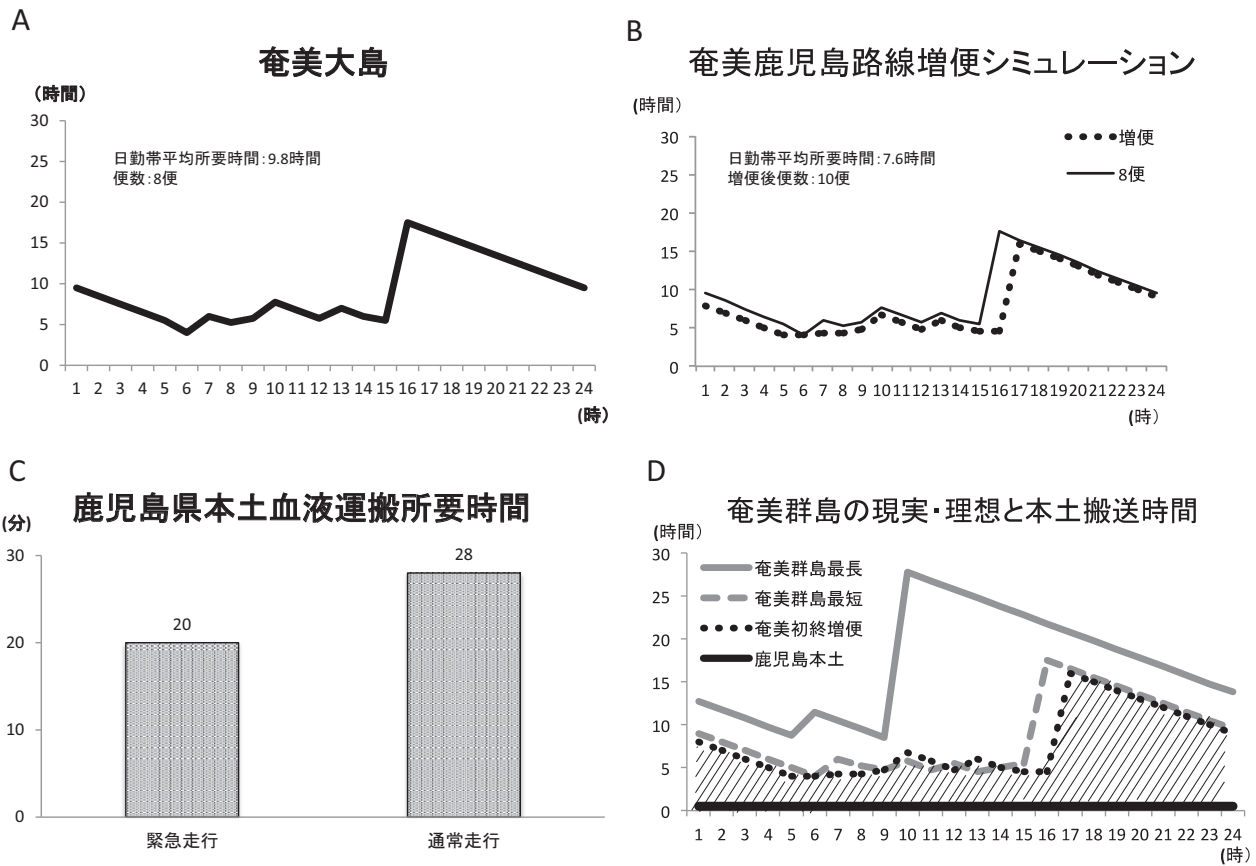 A
奄美大島
（時間）
30
25
20
15
10
5
0
日勤帯平均所要時間：9.8時間
便数：8便
1 2 3 4 5 6 7 8 9 10 11 12 13 14 15 16 17 18 19 20 21 22 23 24
(時)
B
奄美鹿児島路線増便シミュレーション
(時間)
30
25
20
15
10
5
0
日勤帯平均所要時間：7.6時間
増便後便数：10便
増便
8便
1 2 3 4 5 6 7 8 9 10 11 12 13 14 15 16 17 18 19 20 21 22 23 24
(時)
C
鹿児島県本土血液運搬所要時間
(分)
30
20
10
0
20
28
緊急走行
通常走行
D
奄美群島の現実・理想と本土搬送時間
(時間)
30
25
20
15
10
5
0
奄美群島最長
奄美群島最短
奄美初終増便
鹿児島本土
1 2 3 4 5 6 7 8 9 10 11 12 13 14 15 16 17 18 19 20 21 22 23 24
(時)